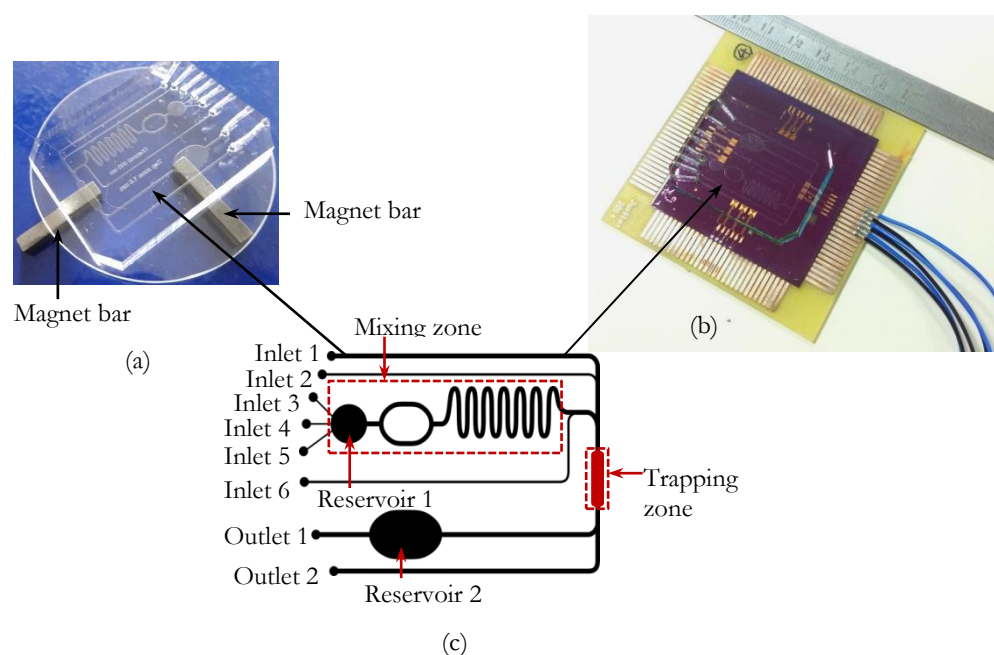 Magnet bar
Magnet bar
(a)
(b)
Mixing zone
Inlet 1
Inlet 2
Inlet 3
Inlet 4
Inlet 5
Inlet 6
Reservoir 1
Trapping
zone
Outlet 1
Outlet 2
Reservoir 2
(c)